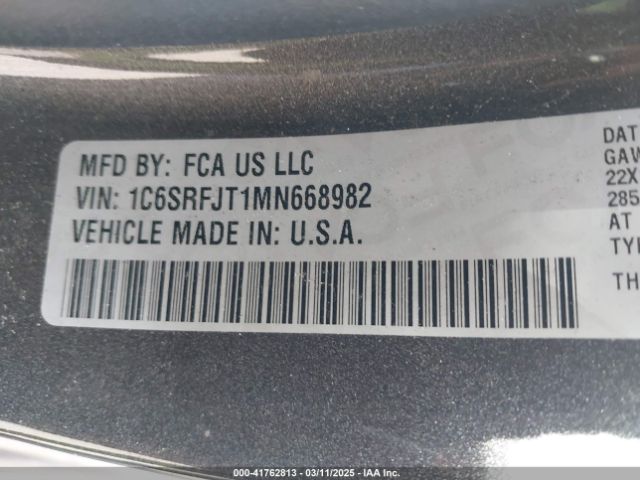 MFD BY: FCA US LLC
VIN: 1C6SRFJT1MN668982
VEHICLE MADE IN: U.S.A.
DAT
GAW
22X
285
AT
TYP
TH
000-41762813 - 03/11/2025 - IAA Inc.